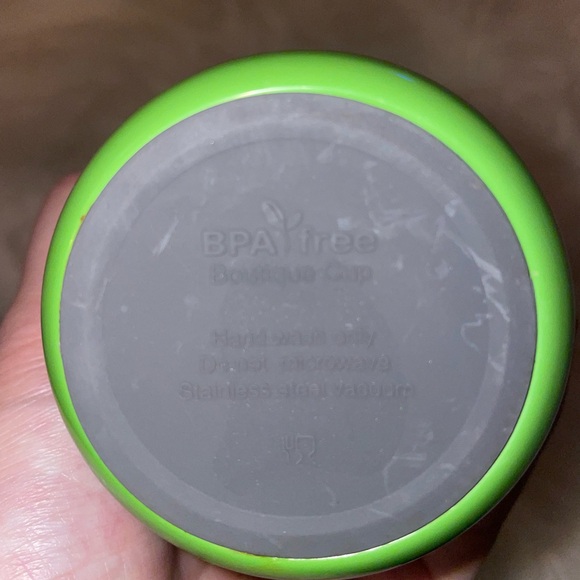 BPA free
Boutique Cup
Hand wash only
Do not microwave
Stainless steel vacuum